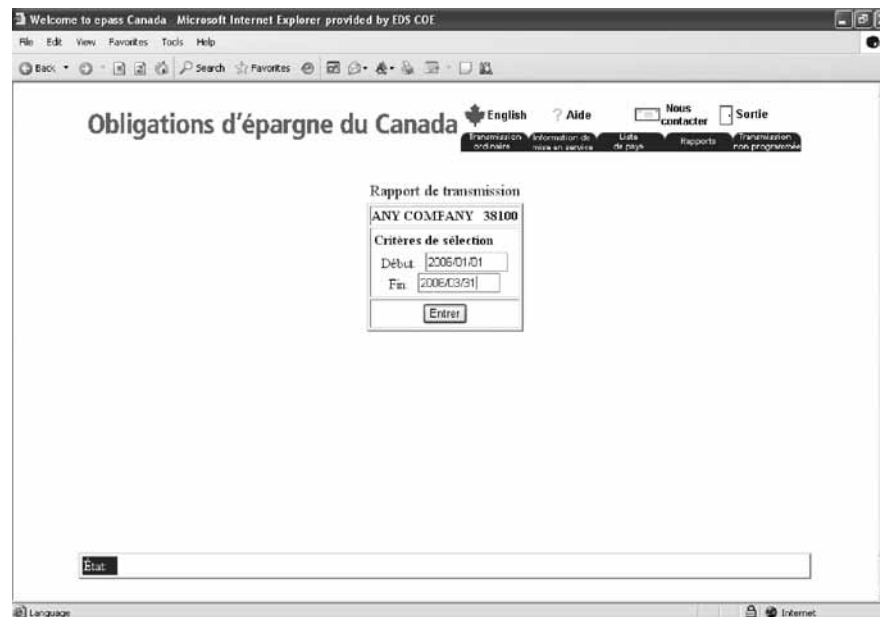 Welcome to epass Canada Microsoft Internet Explorer provided by EDS COE
File Edit View Favorites Tools Help
Back Search Favorites
Obligations d'épargne du Canada
English ? Aide Nous contacter Sortie
Transmission ordinaire Information de mise en service Liste de pays Rapports Transmission non programmée
Rapport de transmission
ANY COMPANY 38100
Critères de sélection
Début 2006/01/01
Fin 2006/03/31
Entrer
État
Language Internet